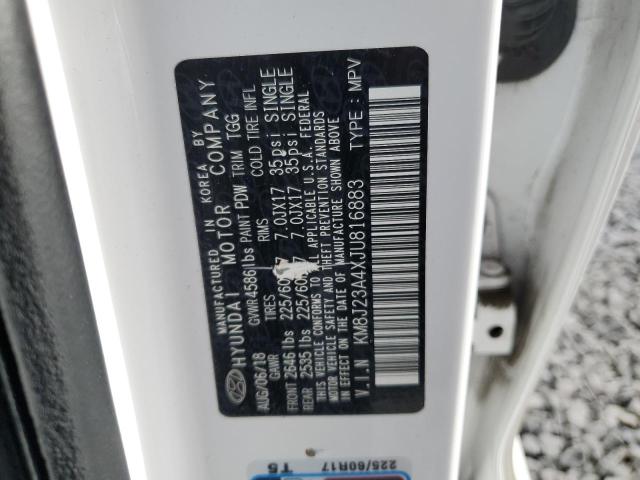 MANUFACTURED IN KOREA BY
HYUNDAI MOTOR COMPANY
AUG/06/18 GVWR 4586lbs PAINT PDW TRIM TGG
GAWR TIRES RIMS COLD TIRE INFL
FRONT 2646 lbs 225/60 7.0JX17 35psi SINGLE
REAR 2535 lbs 225/60 7.0JX17 35psi SINGLE
THIS VEHICLE CONFORMS TO ALL APPLICABLE U.S.A. FEDERAL
MOTOR VEHICLE SAFETY AND THEFT PREVENTION STANDARDS
IN EFFECT ON THE DATE OF MANUFACTURE SHOWN ABOVE
V.I.N KM8JZ3A4XJU816883 TYPE : MPV
225/60R17
T5